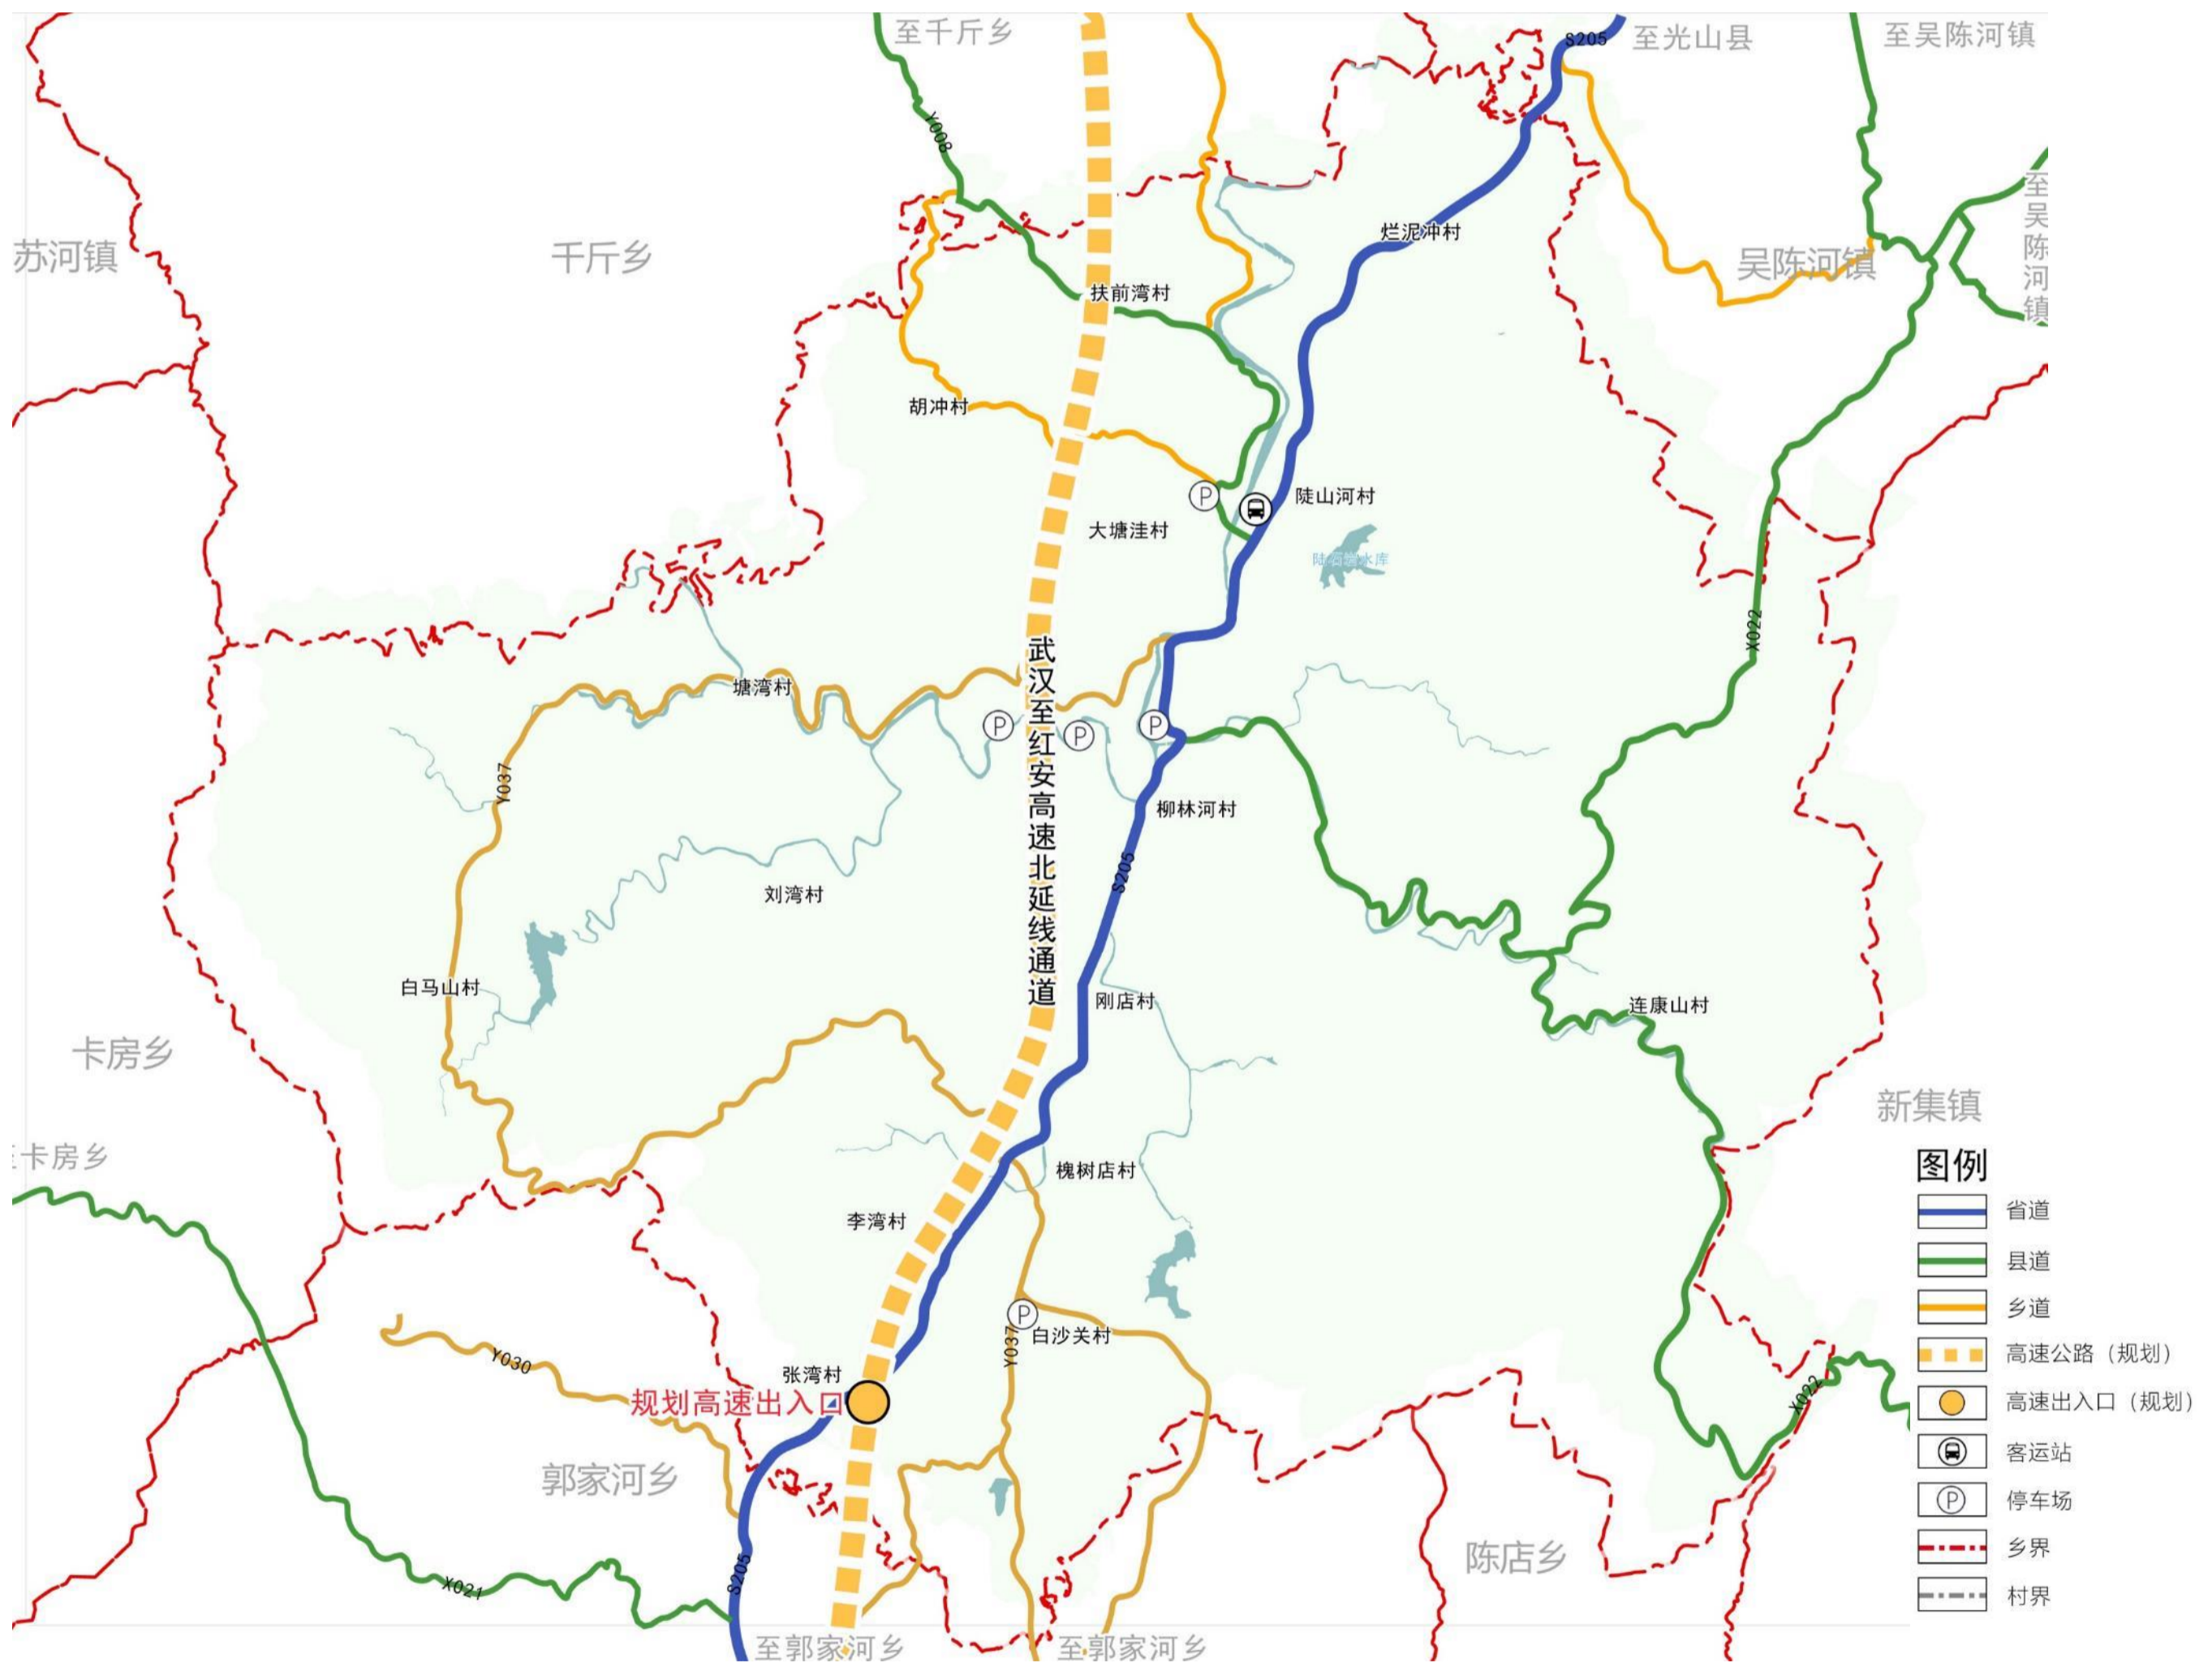 至千斤乡
S205
至光山县
至吴陈河镇
Y008
至吴陈河镇
苏河镇
千斤乡
烂泥冲村
吴陈河镇
扶前湾村
胡冲村
陡山河村
大塘洼村
X022
武汉至红安高速北延线通道
塘湾村
Y037
柳林河村
S205
刘湾村
白马山村
刚店村
连康山村
卡房乡
新集镇
卡房乡
槐树店村
李湾村
Y037
白沙关村
Y030
张湾村
规划高速出入口
X022
郭家河乡
陈店乡
X021
S205
至郭家河乡
至郭家河乡
图例
省道
县道
乡道
高速公路（规划）
高速出入口（规划）
客运站
P
停车场
乡界
村界
P
P
P
P
P